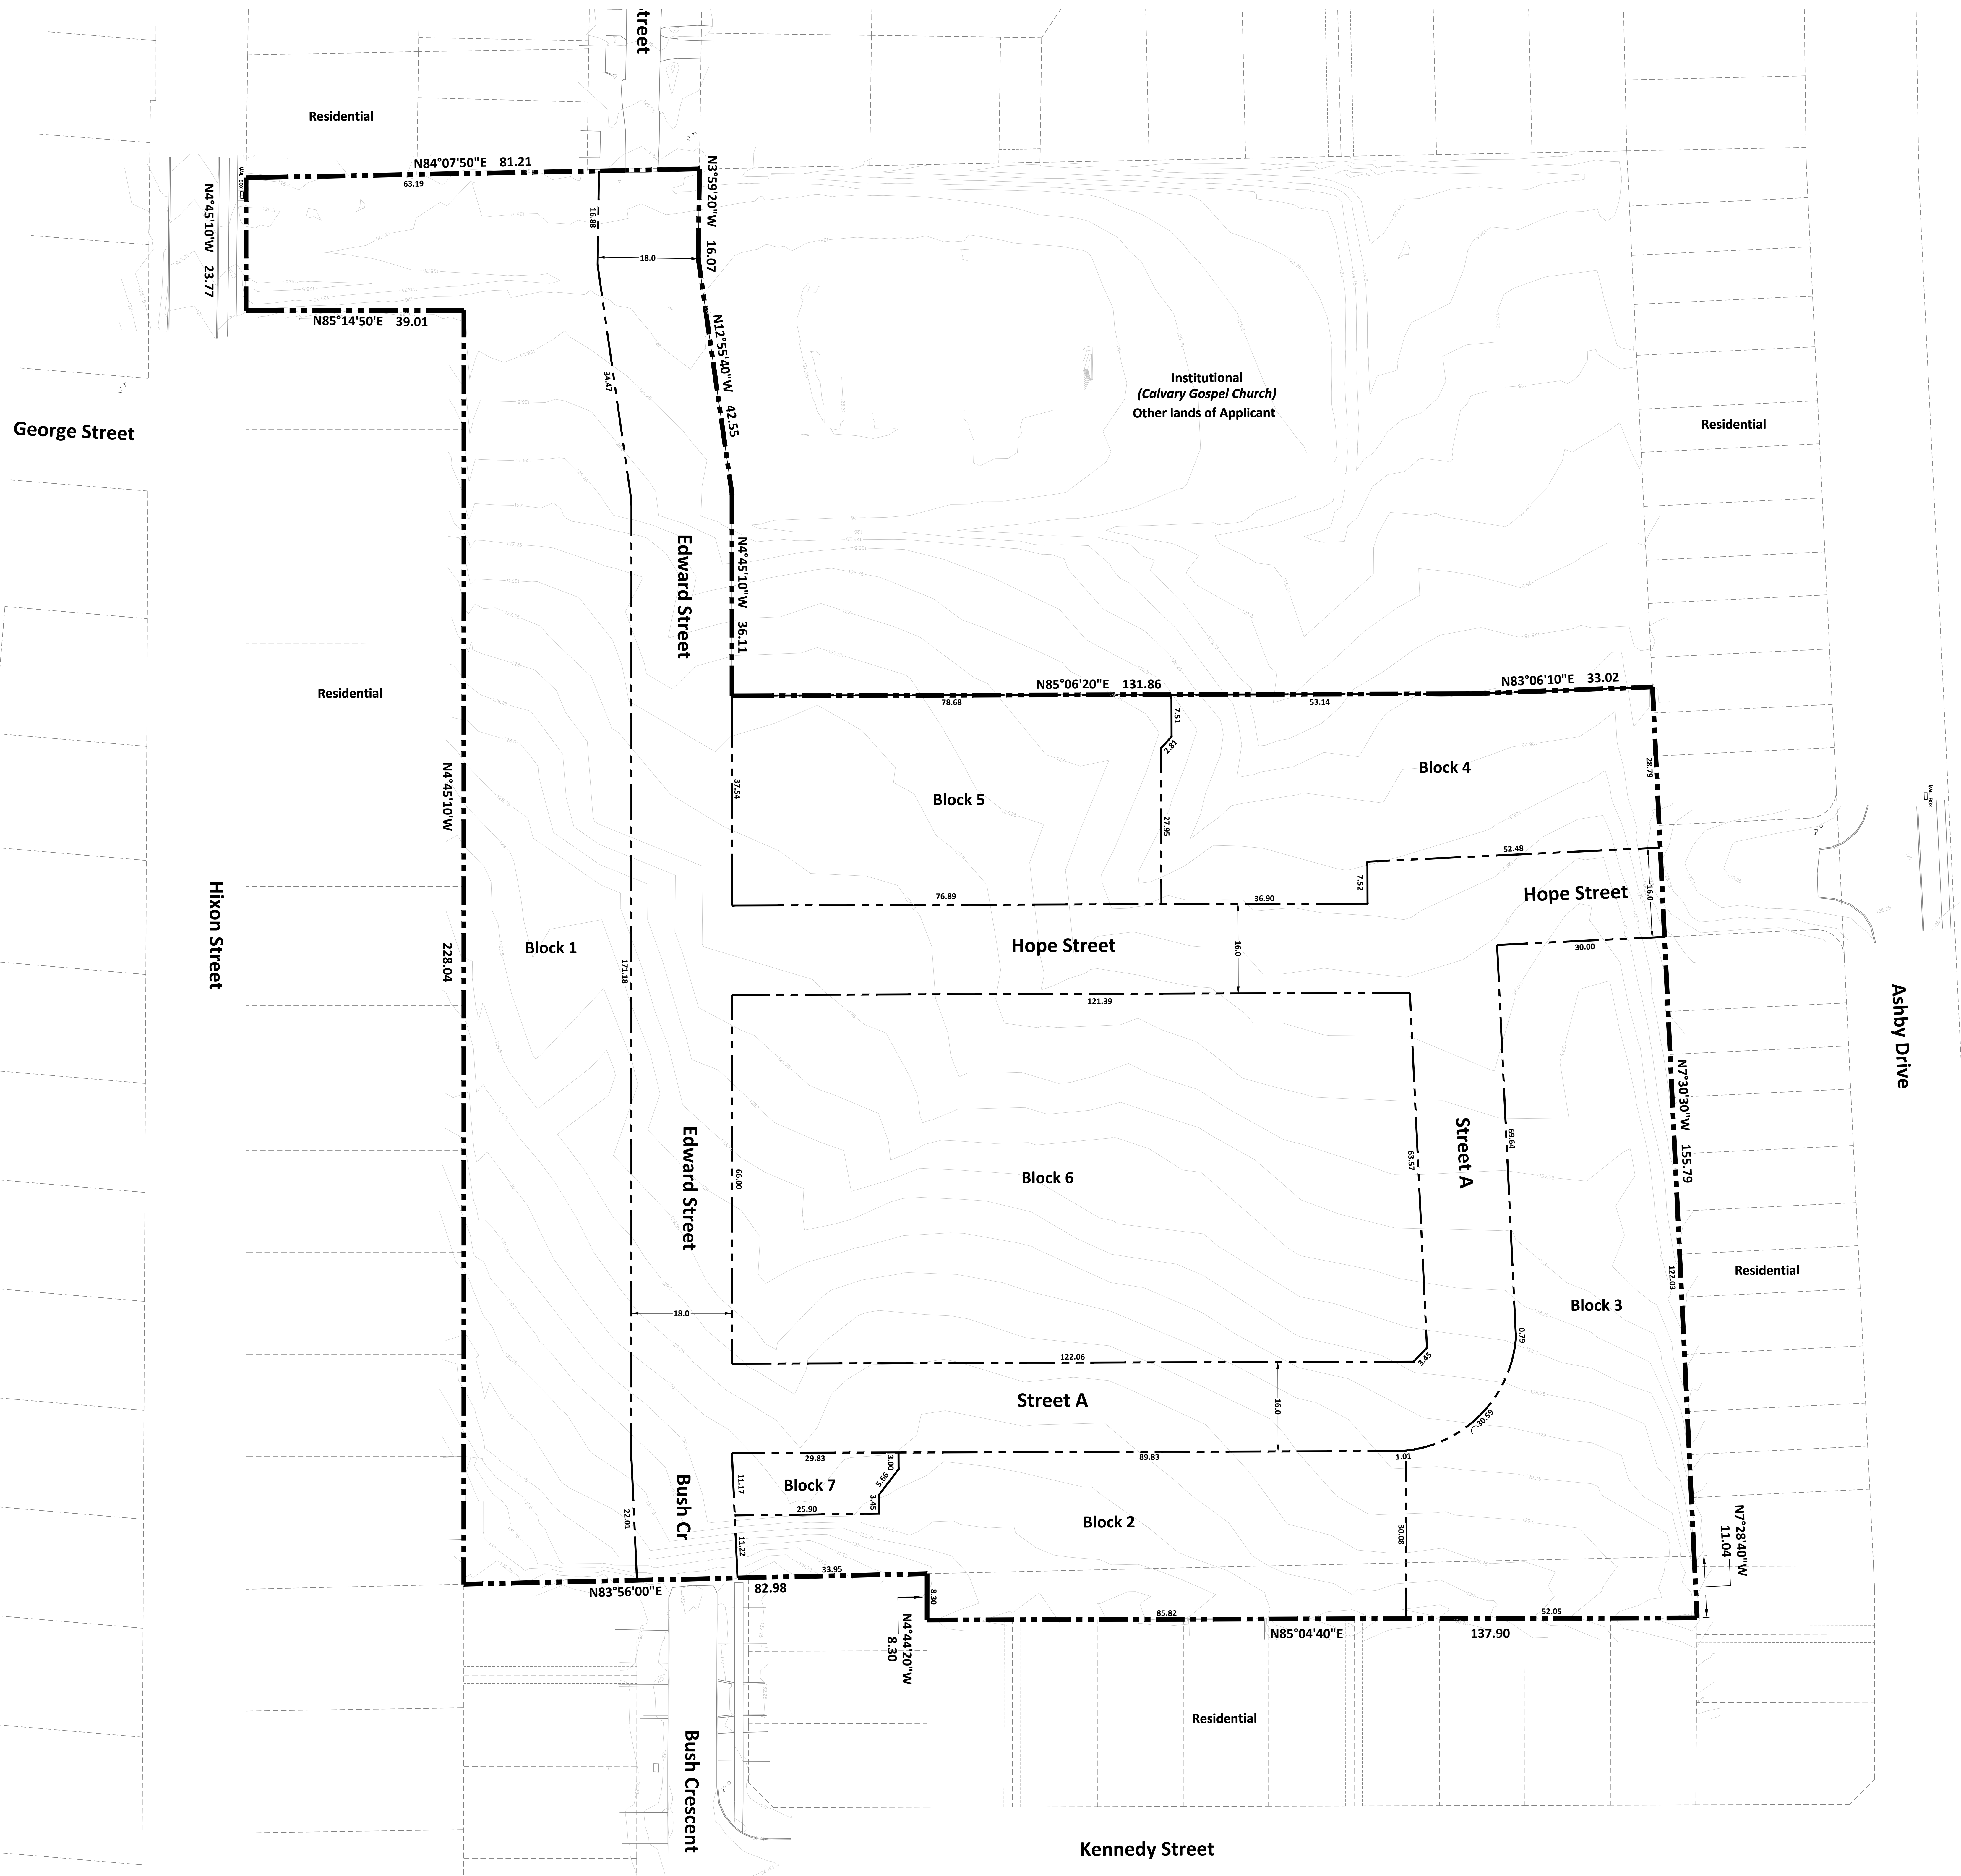 treet
Residential
N84°07'50"E 81.21
63.19
N3°59'20"W 16.07
FH
MAIL BOX
N4°45'10"W 23.77
16.88
18.0
N85°14'50'E 39.01
N12°55'40"W 42.55
34.47
Institutional
(Calvary Gospel Church)
Other lands of Applicant
FH
George Street
Residential
Edward Street
N4°45'10"W 36.11
Residential
N85°06'20"E 131.86
78.68
53.14
N83°06'10"E 33.02
7.51
2.81
N4°45'10'W 228.04
37.54
Block 5
Block 4
28.79
MAIL BOX
27.95
FH
52.48
7.52
76.89
36.90
Hope Street
16.0
Hixon Street
Block 1
171.18
Hope Street
16.0
30.00
121.39
Ashby Drive
N7°30'30"W 155.79
Edward Street
66.00
Block 6
63.57
Street A
69.64
Residential
122.03
Block 3
18.0
0.79
122.06
3.45
Street A
16.0
30.59
29.83
3.00
89.83
1.01
Block 7
5.66
11.17
3.45
25.90
Bush Cr
22.01
11.22
Block 2
30.08
N7°28'40"W
11.04
33.95
N83°56'00"E 82.98
8.30
N4°44'20"W
8.30
85.82
52.05
N85°04'40"E 137.90
Residential
Bush Crescent
FH
Kennedy Street